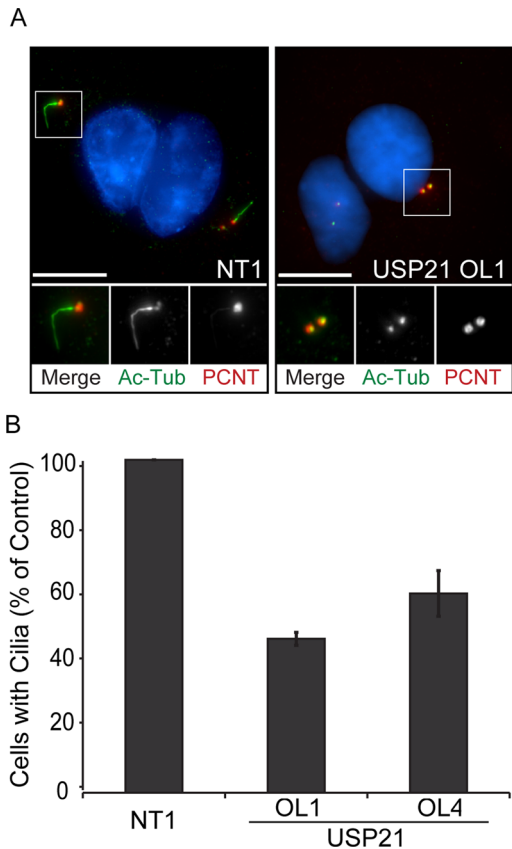 A
NT1
USP21 OL1
Merge Ac-Tub PCNT
Merge Ac-Tub PCNT
B
Cells with Cilia (% of Control)
100
80
60
40
20
0
NT1
OL1
OL4
USP21